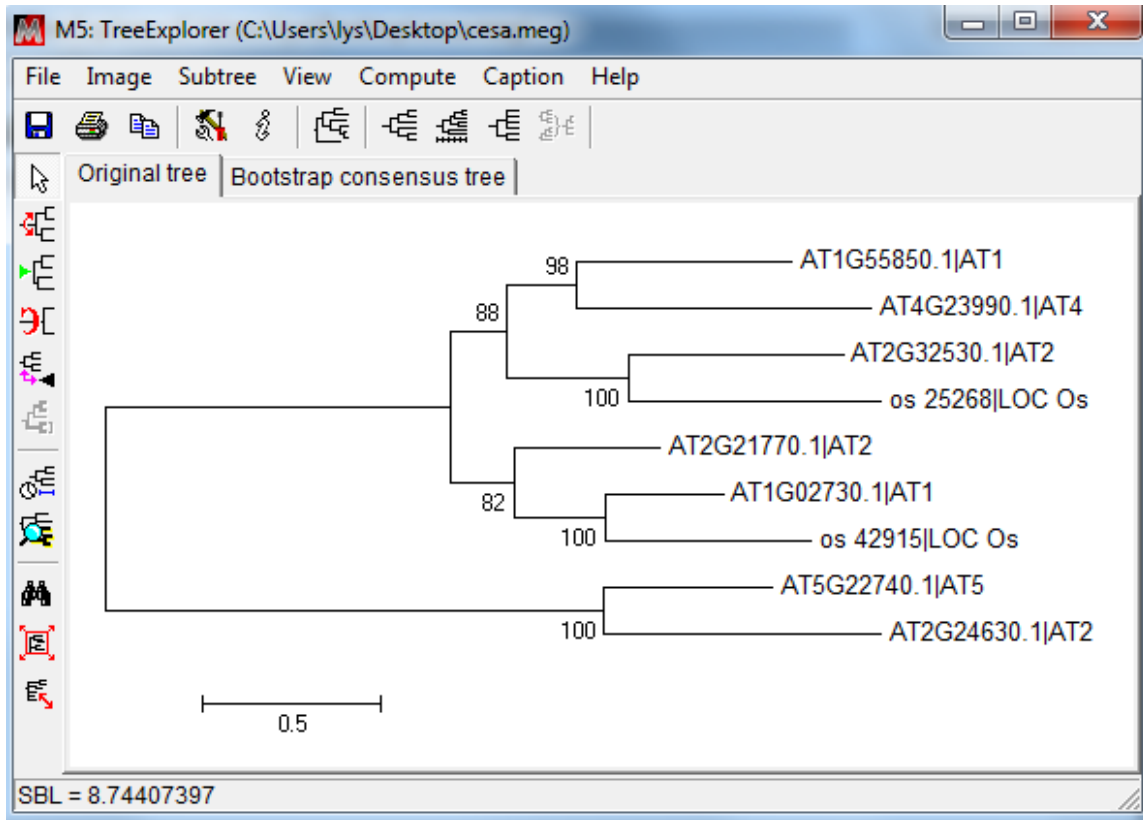 M5: TreeExplorer (C:\Users\lys\Desktop\cesa.meg)
File Image Subtree View Compute Caption Help
Original tree Bootstrap consensus tree
AT1G55850.1|AT1
98
AT4G23990.1|AT4
88
AT2G32530.1|AT2
100
os 25268|LOC Os
AT2G21770.1|AT2
AT1G02730.1|AT1
82
100
os 42915|LOC Os
AT5G22740.1|AT5
100
AT2G24630.1|AT2
0.5
SBL = 8.74407397